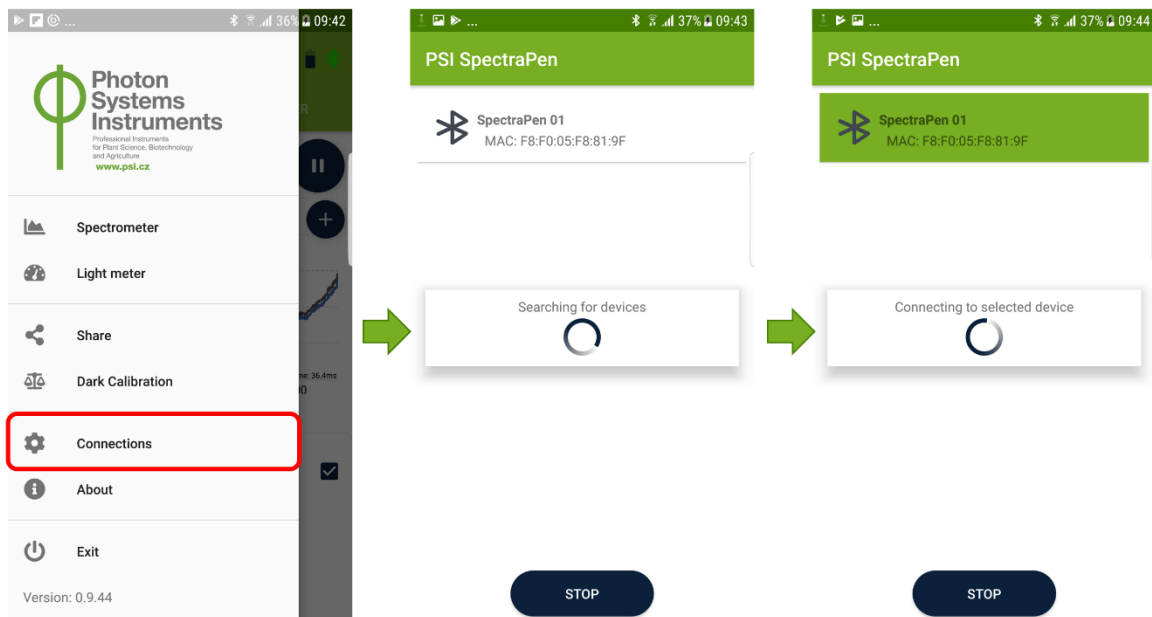 ... 36% 09:42
Photon
Systems
Instruments
Professional Instruments
for Plant Science, Biotechnology
and Agriculture
www.psi.cz
R
Spectrometer
Light meter
Share
Dark Calibration
me: 36.4ms
Connections
About
Exit
Version: 0.9.44
... 37% 09:43
PSI SpectraPen
SpectraPen 01
MAC: F8:F0:05:F8:81:9F
Searching for devices
STOP
... 37% 09:44
PSI SpectraPen
SpectraPen 01
MAC: F8:F0:05:F8:81:9F
Connecting to selected device
STOP